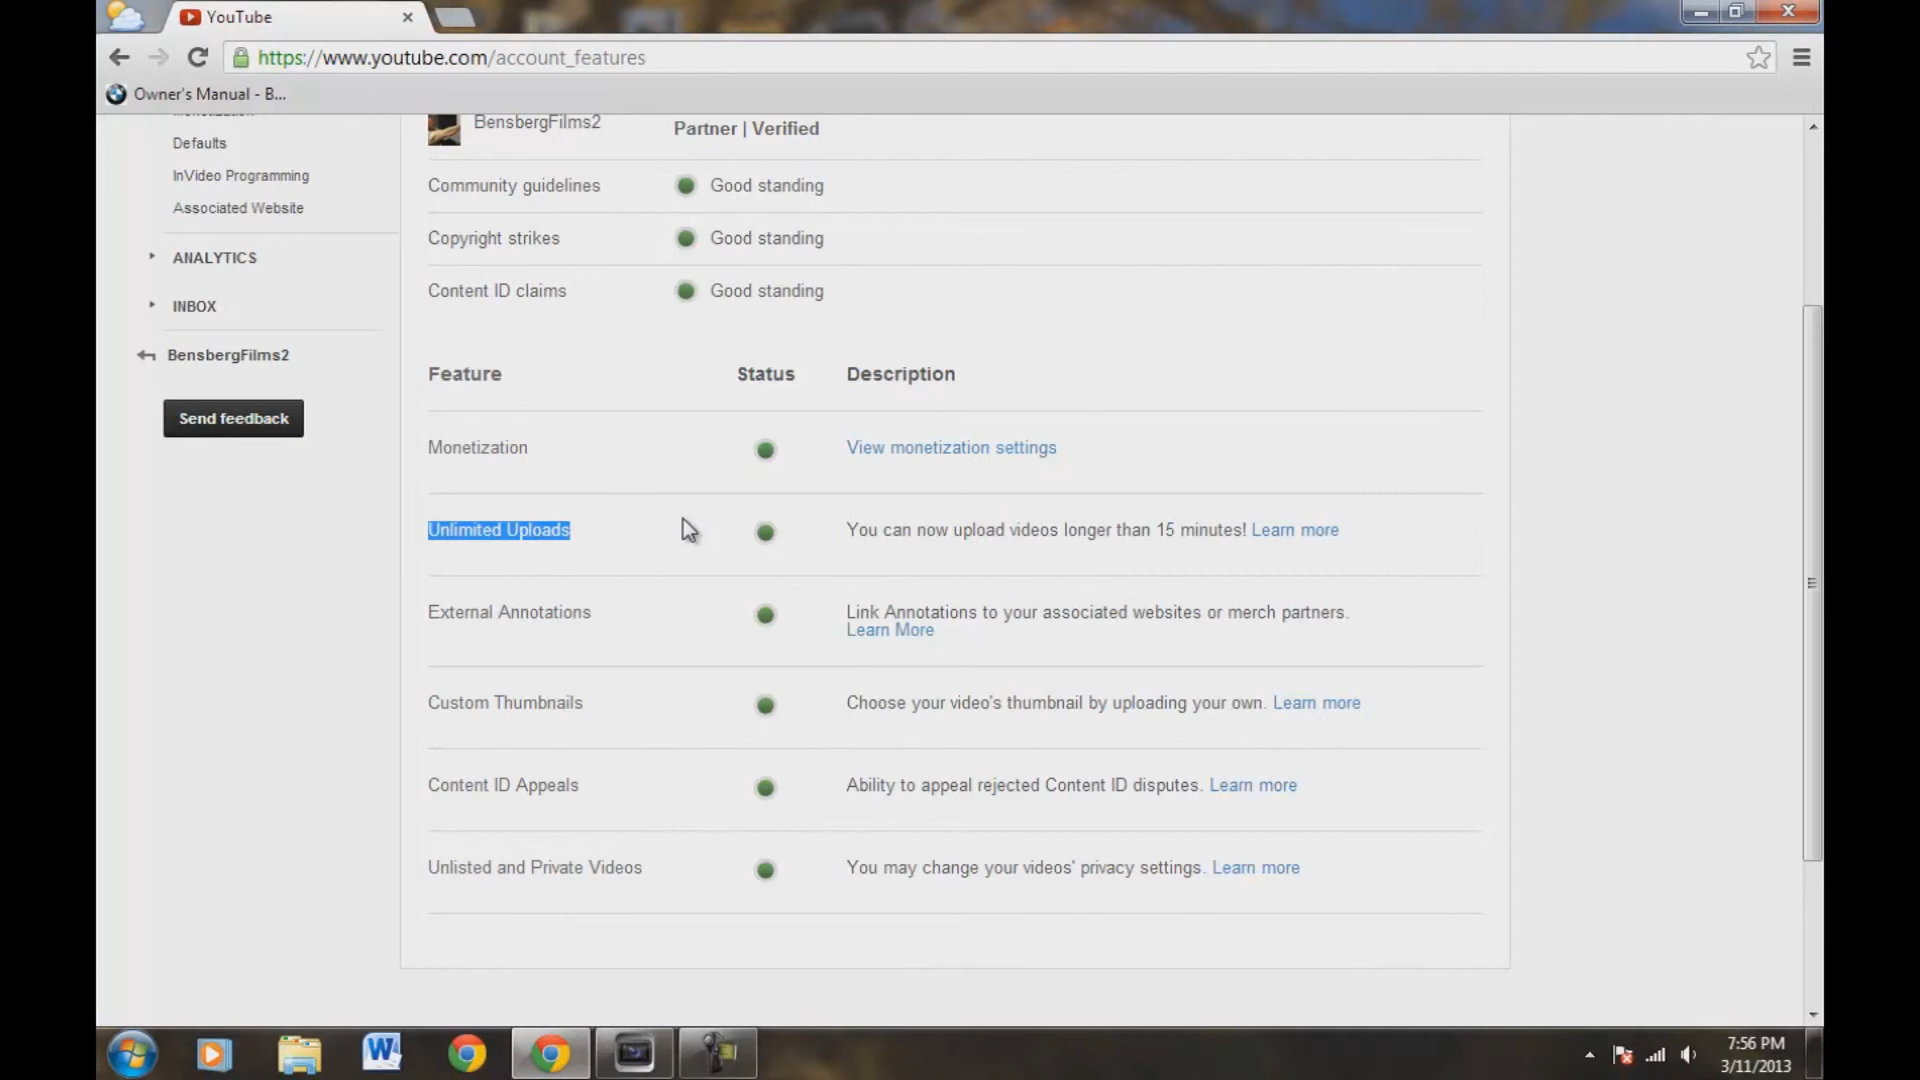 YouTube
https://www.youtube.com/account_features
Owner's Manual - B...
Monetization
Defaults
InVideo Programming
Associated Website
ANALYTICS
INBOX
BensbergFilms2
Send feedback
BensbergFilms2 Partner | Verified
Community guidelines Good standing
Copyright strikes Good standing
Content ID claims Good standing
Feature Status Description
Monetization View monetization settings
Unlimited Uploads You can now upload videos longer than 15 minutes! Learn more
External Annotations Link Annotations to your associated websites or merch partners.
Learn More
Custom Thumbnails Choose your video's thumbnail by uploading your own. Learn more
Content ID Appeals Ability to appeal rejected Content ID disputes. Learn more
Unlisted and Private Videos You may change your videos' privacy settings. Learn more
7:56 PM
3/11/2013